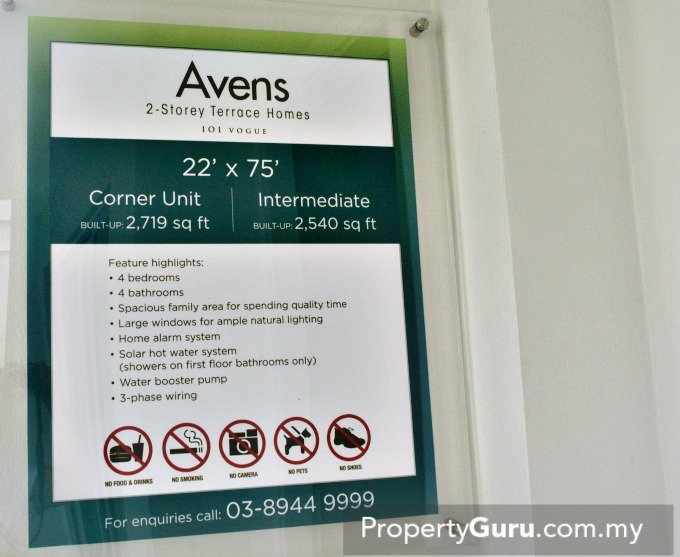 Avens
2-Storey Terrace Homes
IOI VOGUE
22' x 75'
Corner Unit
BUILT-UP: 2,719 sq ft
Intermediate
BUILT-UP: 2,540 sq ft
Feature highlights:
• 4 bedrooms
• 4 bathrooms
• Spacious family area for spending quality time
• Large windows for ample natural lighting
• Home alarm system
• Solar hot water system
(showers on first floor bathrooms only)
• Water booster pump
• 3-phase wiring
NO FOOD & DRINKS
NO SMOKING
NO CAMERA
NO PETS
NO SHOES
For enquiries call: 03-8944 9999
PropertyGuru.com.my